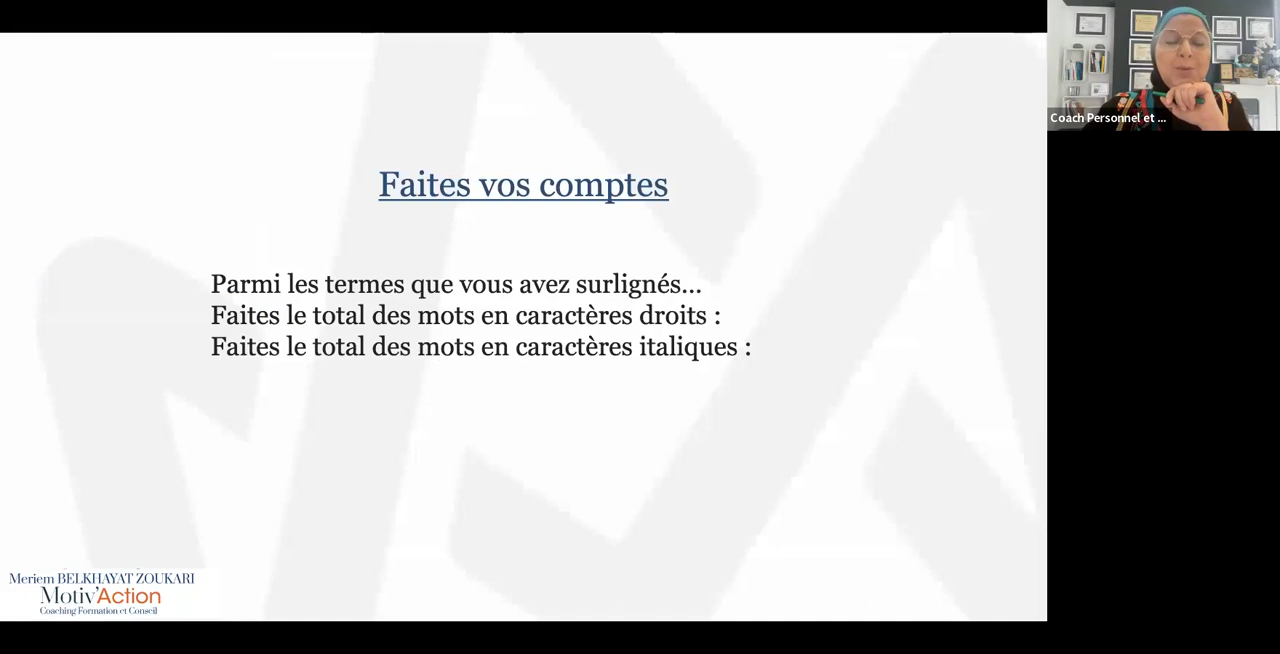 Faites vos comptes
Parmi les termes que vous avez surlignés...
Faites le total des mots en caractères droits :
Faites le total des mots en caractères italiques :
Coach Personnel et ...
Meriem BELKHAYAT ZOUKARI
Motiv'Action
Coaching Formation et Conseil